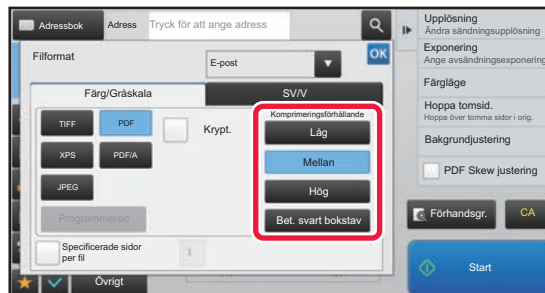 Adressbok
Adress
Tryck för att ange adress
Filformat
E-post
OK
Färg/Gråskala
SV/V
TIFF
PDF
Krypt.
XPS
PDF/A
JPEG
Programmerad
Komprimeringsförhållande
Låg
Mellan
Hög
Bet. svart bokstav
Specificerade sidor
per fil
1
Övrigt
Upplösning
Ändra sändningsupplösning
Exponering
Ange avsändningsexponering
Färgläge
Hoppa tomsid.
Hoppa över tomma sidor i orig.
Bakgrundjustering
PDF Skew justering
Förhandsgr.
CA
Start